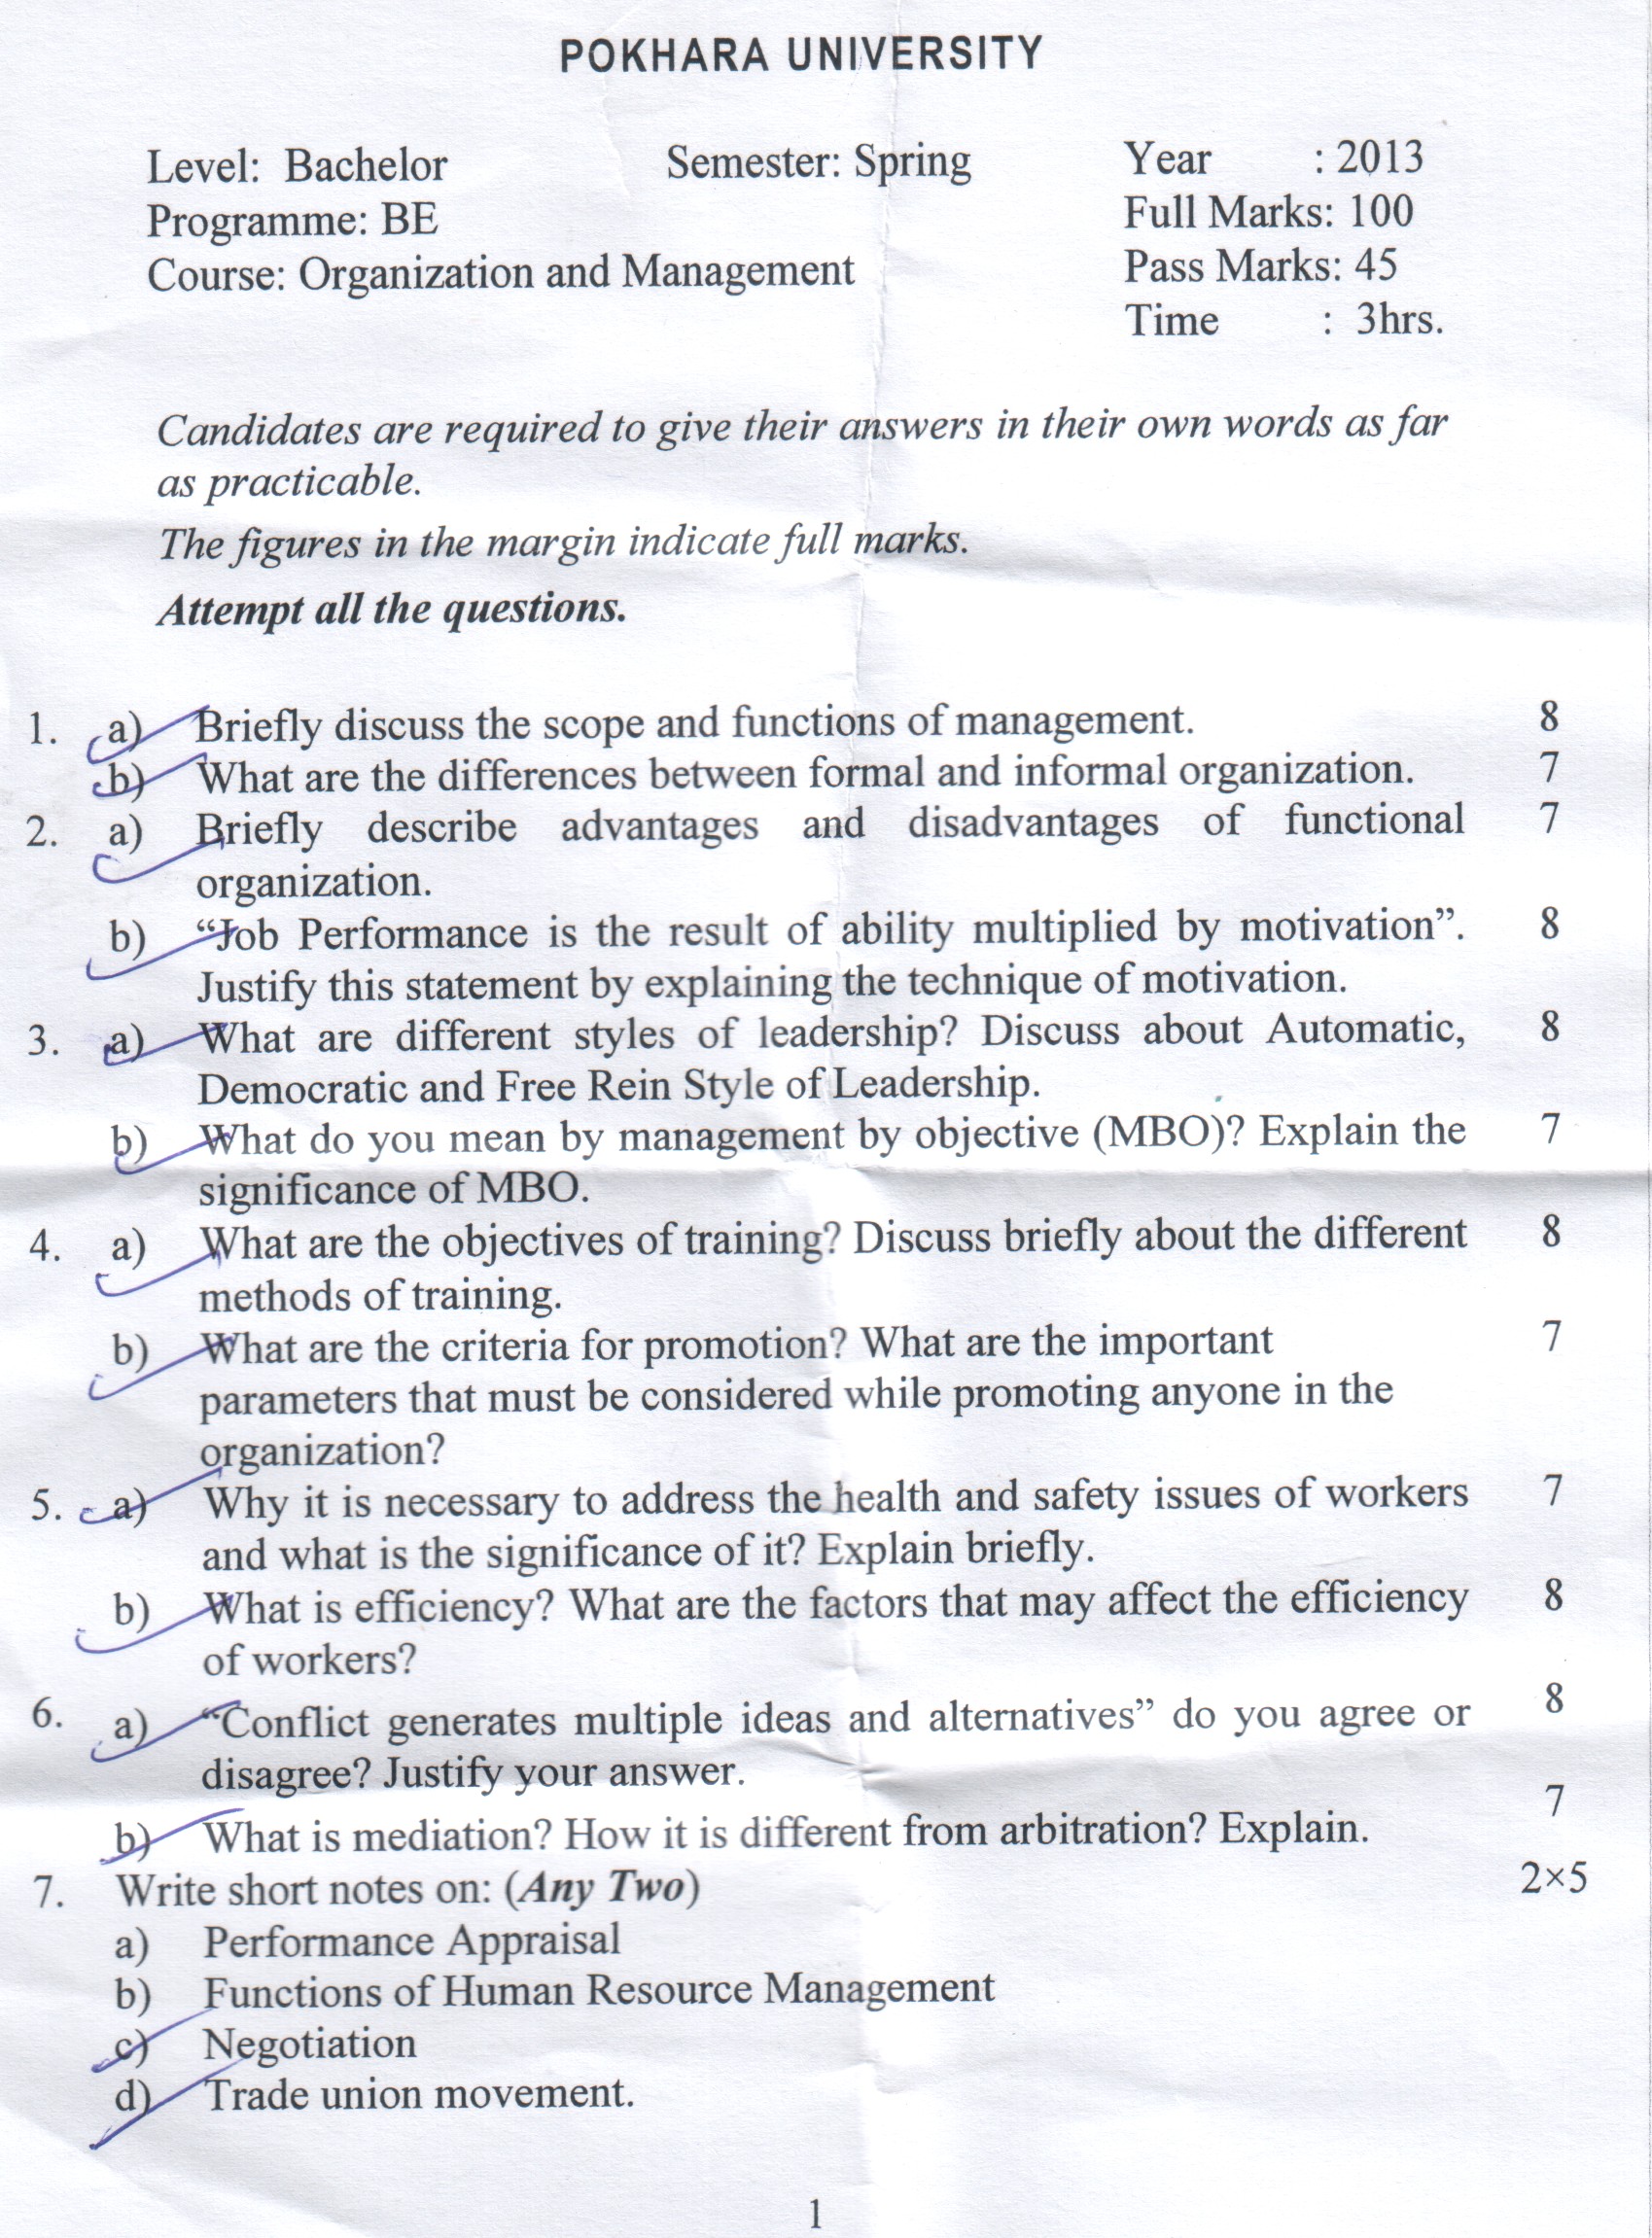 POKHARA UNIVERSITY
Level: Bachelor Semester: Spring Year : 2013
Programme: BE Full Marks: 100
Course: Organization and Management Pass Marks: 45
Time : 3hrs.
Candidates are required to give their answers in their own words as far
as practicable.
The figures in the margin indicate full marks.
Attempt all the questions.
1. a) Briefly discuss the scope and functions of management. 8
b) What are the differences between formal and informal organization. 7
2. a) Briefly describe advantages and disadvantages of functional 7
organization.
b) “Job Performance is the result of ability multiplied by motivation”. 8
Justify this statement by explaining the technique of motivation.
3. a) What are different styles of leadership? Discuss about Automatic, 8
Democratic and Free Rein Style of Leadership.
b) What do you mean by management by objective (MBO)? Explain the 7
significance of MBO.
4. a) What are the objectives of training? Discuss briefly about the different 8
methods of training.
b) What are the criteria for promotion? What are the important 7
parameters that must be considered while promoting anyone in the
organization?
5. a) Why it is necessary to address the health and safety issues of workers 7
and what is the significance of it? Explain briefly.
b) What is efficiency? What are the factors that may affect the efficiency 8
of workers?
6. a) “Conflict generates multiple ideas and alternatives” do you agree or 8
disagree? Justify your answer.
b) What is mediation? How it is different from arbitration? Explain. 7
7. Write short notes on: (Any Two) 2×5
a) Performance Appraisal
b) Functions of Human Resource Management
c) Negotiation
d) Trade union movement.
1